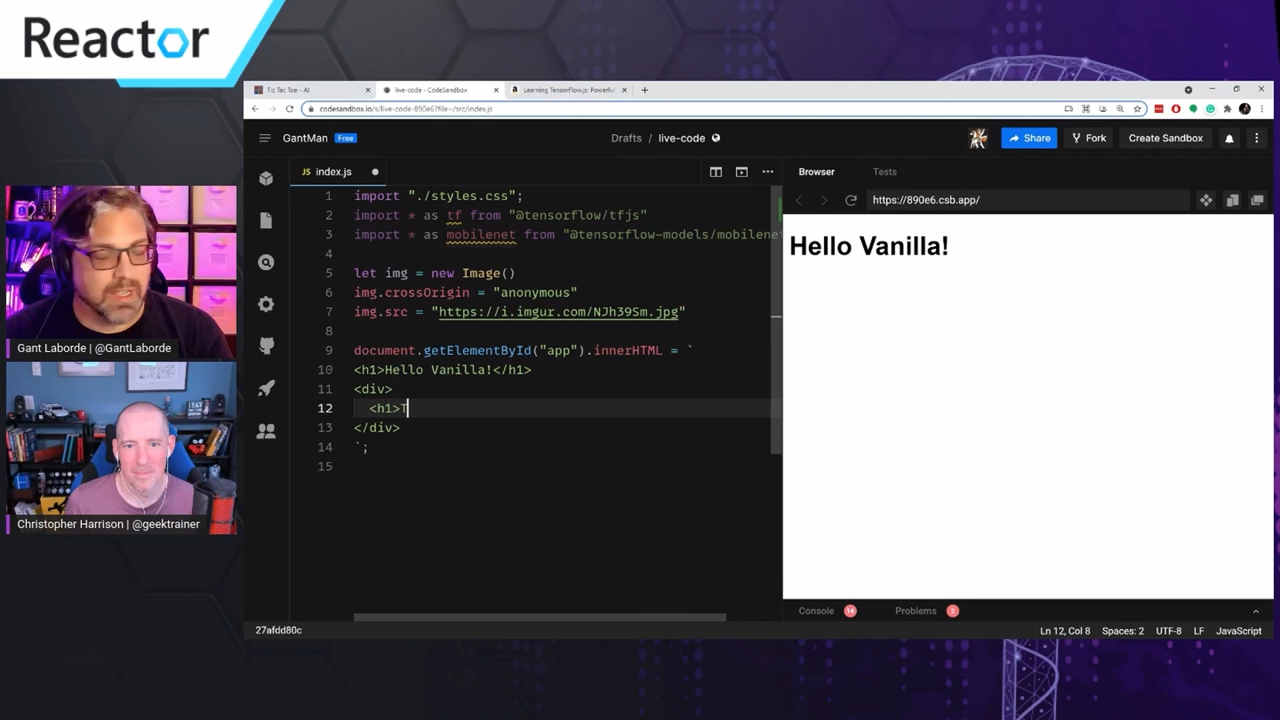 Reactor
Tic Tac Toe - AI
live-code - CodeSandbox
Learning TensorFlow.js: Powerful
codesandbox.io/s/live-code-890e6?file=/src/index.js
GantMan Free
Drafts / live-code
Share
Fork
Create Sandbox
JS index.js
Browser
Tests
https://890e6.csb.app/
1 import "./styles.css";
2 import * as tf from "@tensorflow/tfjs"
3 import * as mobilenet from "@tensorflow-models/mobilenet
4
5 let img = new Image()
6 img.crossOrigin = "anonymous"
7 img.src = "https://i.imgur.com/NJh39Sm.jpg"
8
9 document.getElementById("app").innerHTML = `
10 <h1>Hello Vanilla!</h1>
11 <div>
12 <h1>T
13 </div>
14 `;
15
Hello Vanilla!
Gant Laborde | @GantLaborde
Christopher Harrison | @geektrainer
Console 14
Problems 2
27afdd80c
Ln 12, Col 8
Spaces: 2
UTF-8
LF
JavaScript